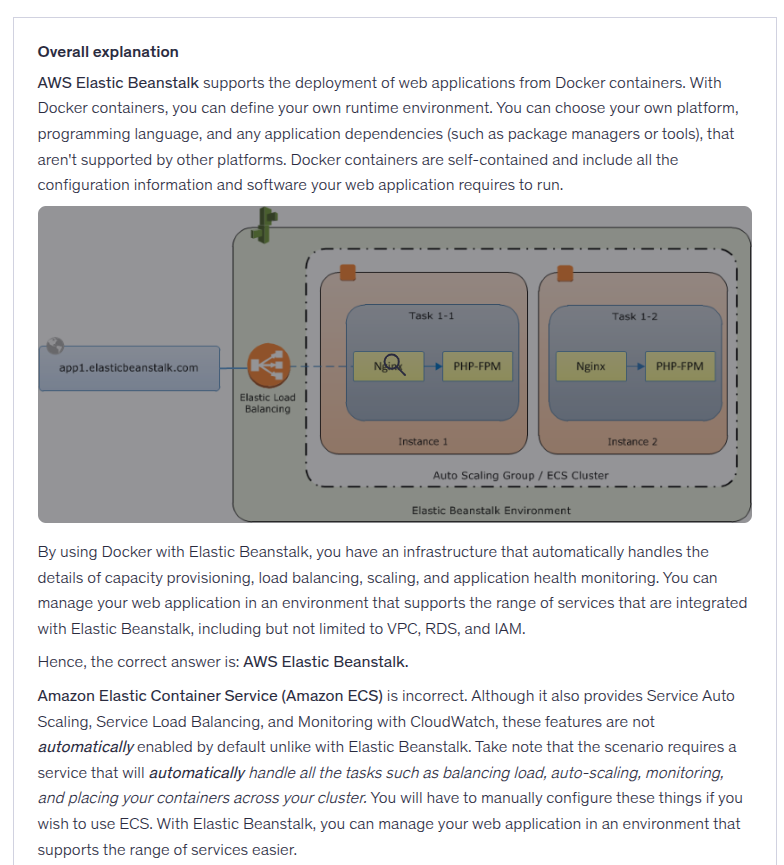 Overall explanation
AWS Elastic Beanstalk supports the deployment of web applications from Docker containers. With
Docker containers, you can define your own runtime environment. You can choose your own platform,
programming language, and any application dependencies (such as package managers or tools), that
aren't supported by other platforms. Docker containers are self-contained and include all the
configuration information and software your web application requires to run.
app1.elasticbeanstalk.com
Elastic Load
Balancing
Task 1-1
Nginx
PHP-FPM
Instance 1
Task 1-2
Nginx
PHP-FPM
Instance 2
Auto Scaling Group / ECS Cluster
Elastic Beanstalk Environment
By using Docker with Elastic Beanstalk, you have an infrastructure that automatically handles the
details of capacity provisioning, load balancing, scaling, and application health monitoring. You can
manage your web application in an environment that supports the range of services that are integrated
with Elastic Beanstalk, including but not limited to VPC, RDS, and IAM.
Hence, the correct answer is: AWS Elastic Beanstalk.
Amazon Elastic Container Service (Amazon ECS) is incorrect. Although it also provides Service Auto
Scaling, Service Load Balancing, and Monitoring with CloudWatch, these features are not
automatically enabled by default unlike with Elastic Beanstalk. Take note that the scenario requires a
service that will automatically handle all the tasks such as balancing load, auto-scaling, monitoring,
and placing your containers across your cluster. You will have to manually configure these things if you
wish to use ECS. With Elastic Beanstalk, you can manage your web application in an environment that
supports the range of services easier.